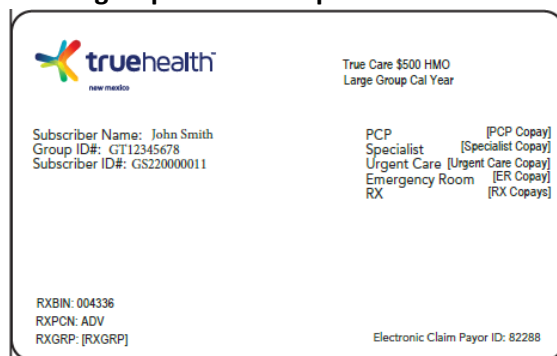 truehealth
new mexico
True Care $500 HMO
Large Group Cal Year
Subscriber Name: John Smith
Group ID#: GT12345678
Subscriber ID#: GS220000011
PCP [PCP Copay]
Specialist [Specialist Copay]
Urgent Care [Urgent Care Copay]
Emergency Room [ER Copay]
RX [RX Copays]
RXBIN: 004336
RXPCN: ADV
RXGRP: [RXGRP]
Electronic Claim Payor ID: 82288